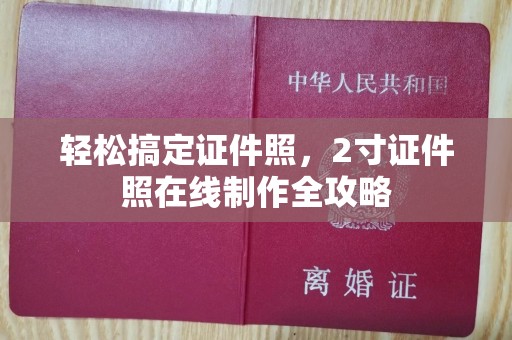 中华人民共和国
轻松搞定证件照，2寸证件
照在线制作全攻略
离婚证